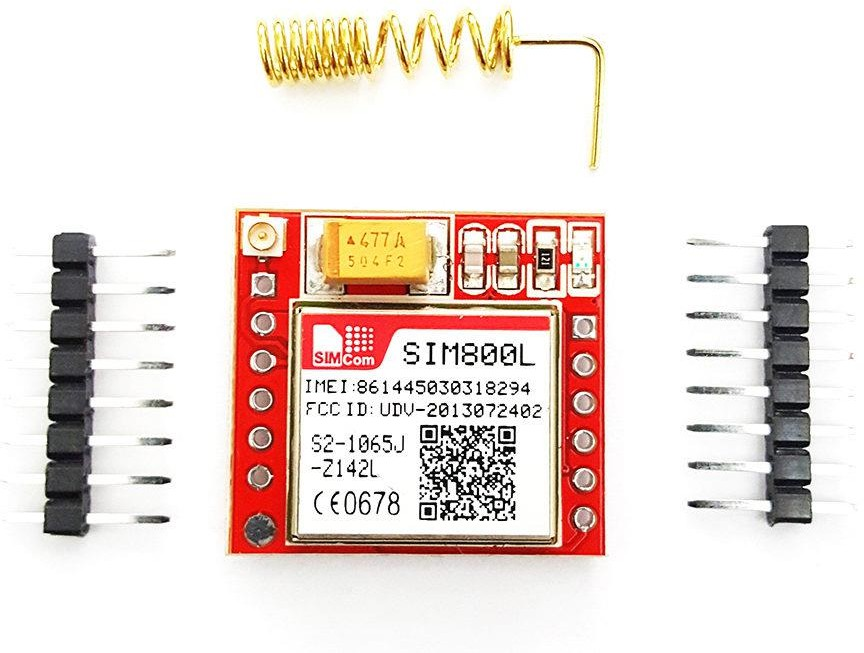 477A
504F2
121
SIMCom
SIM800L
IMEI:861445030318294
FCC ID: UDV-2013072402
S2-1065J
-Z142L
CE0678